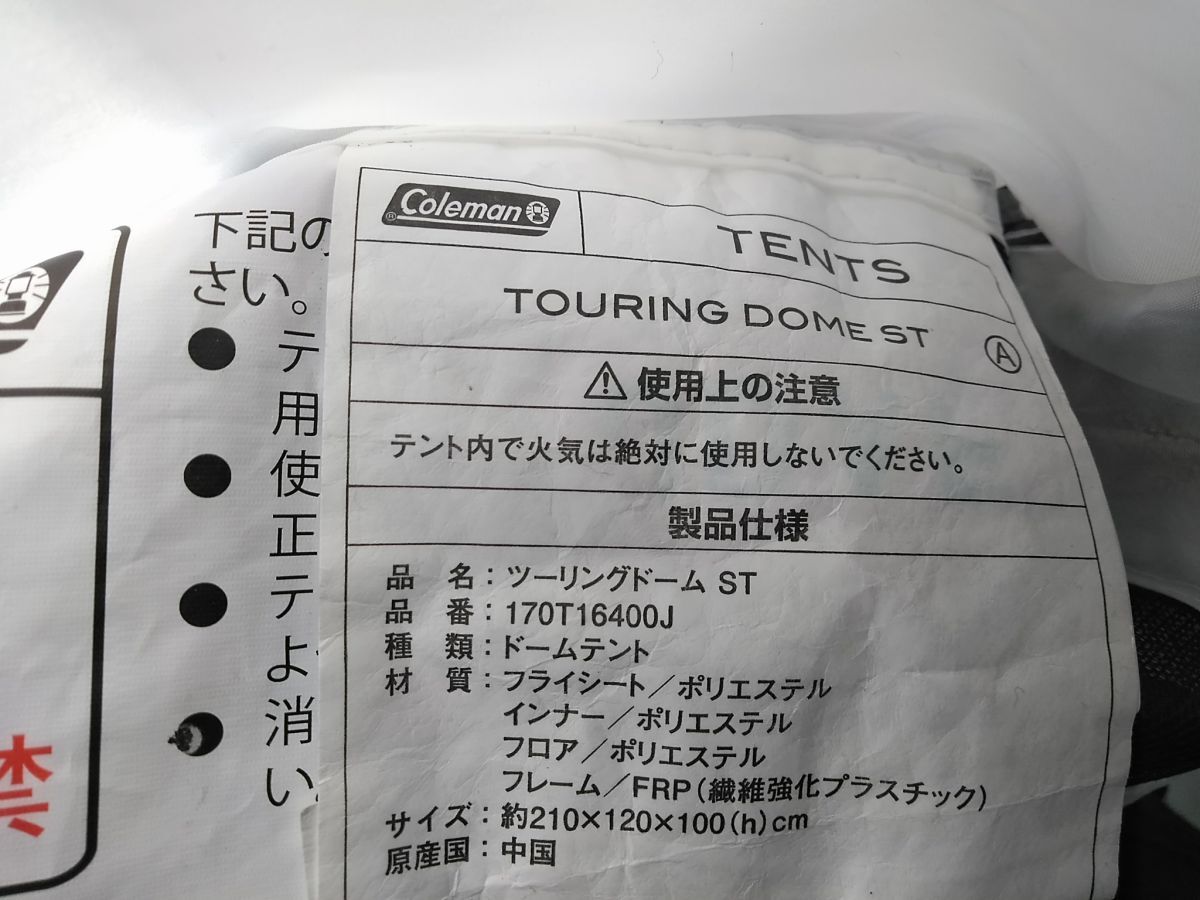 Coleman
TENTS
TOURING DOME ST
A
使用上の注意
テント内で火気は絶対に使用しないでください。
製品仕様
品 名：ツーリングドーム ST
品 番：170T16400J
種 類：ドームテント
材 質：フライシート／ポリエステル
インナー／ポリエステル
フロア／ポリエステル
フレーム／FRP(繊維強化プラスチック)
サイズ：約210×120×100(h)cm
原産国：中国
下記の
さい。
● テ
用
● 使
正
● テ
よ
● 消
い
禁